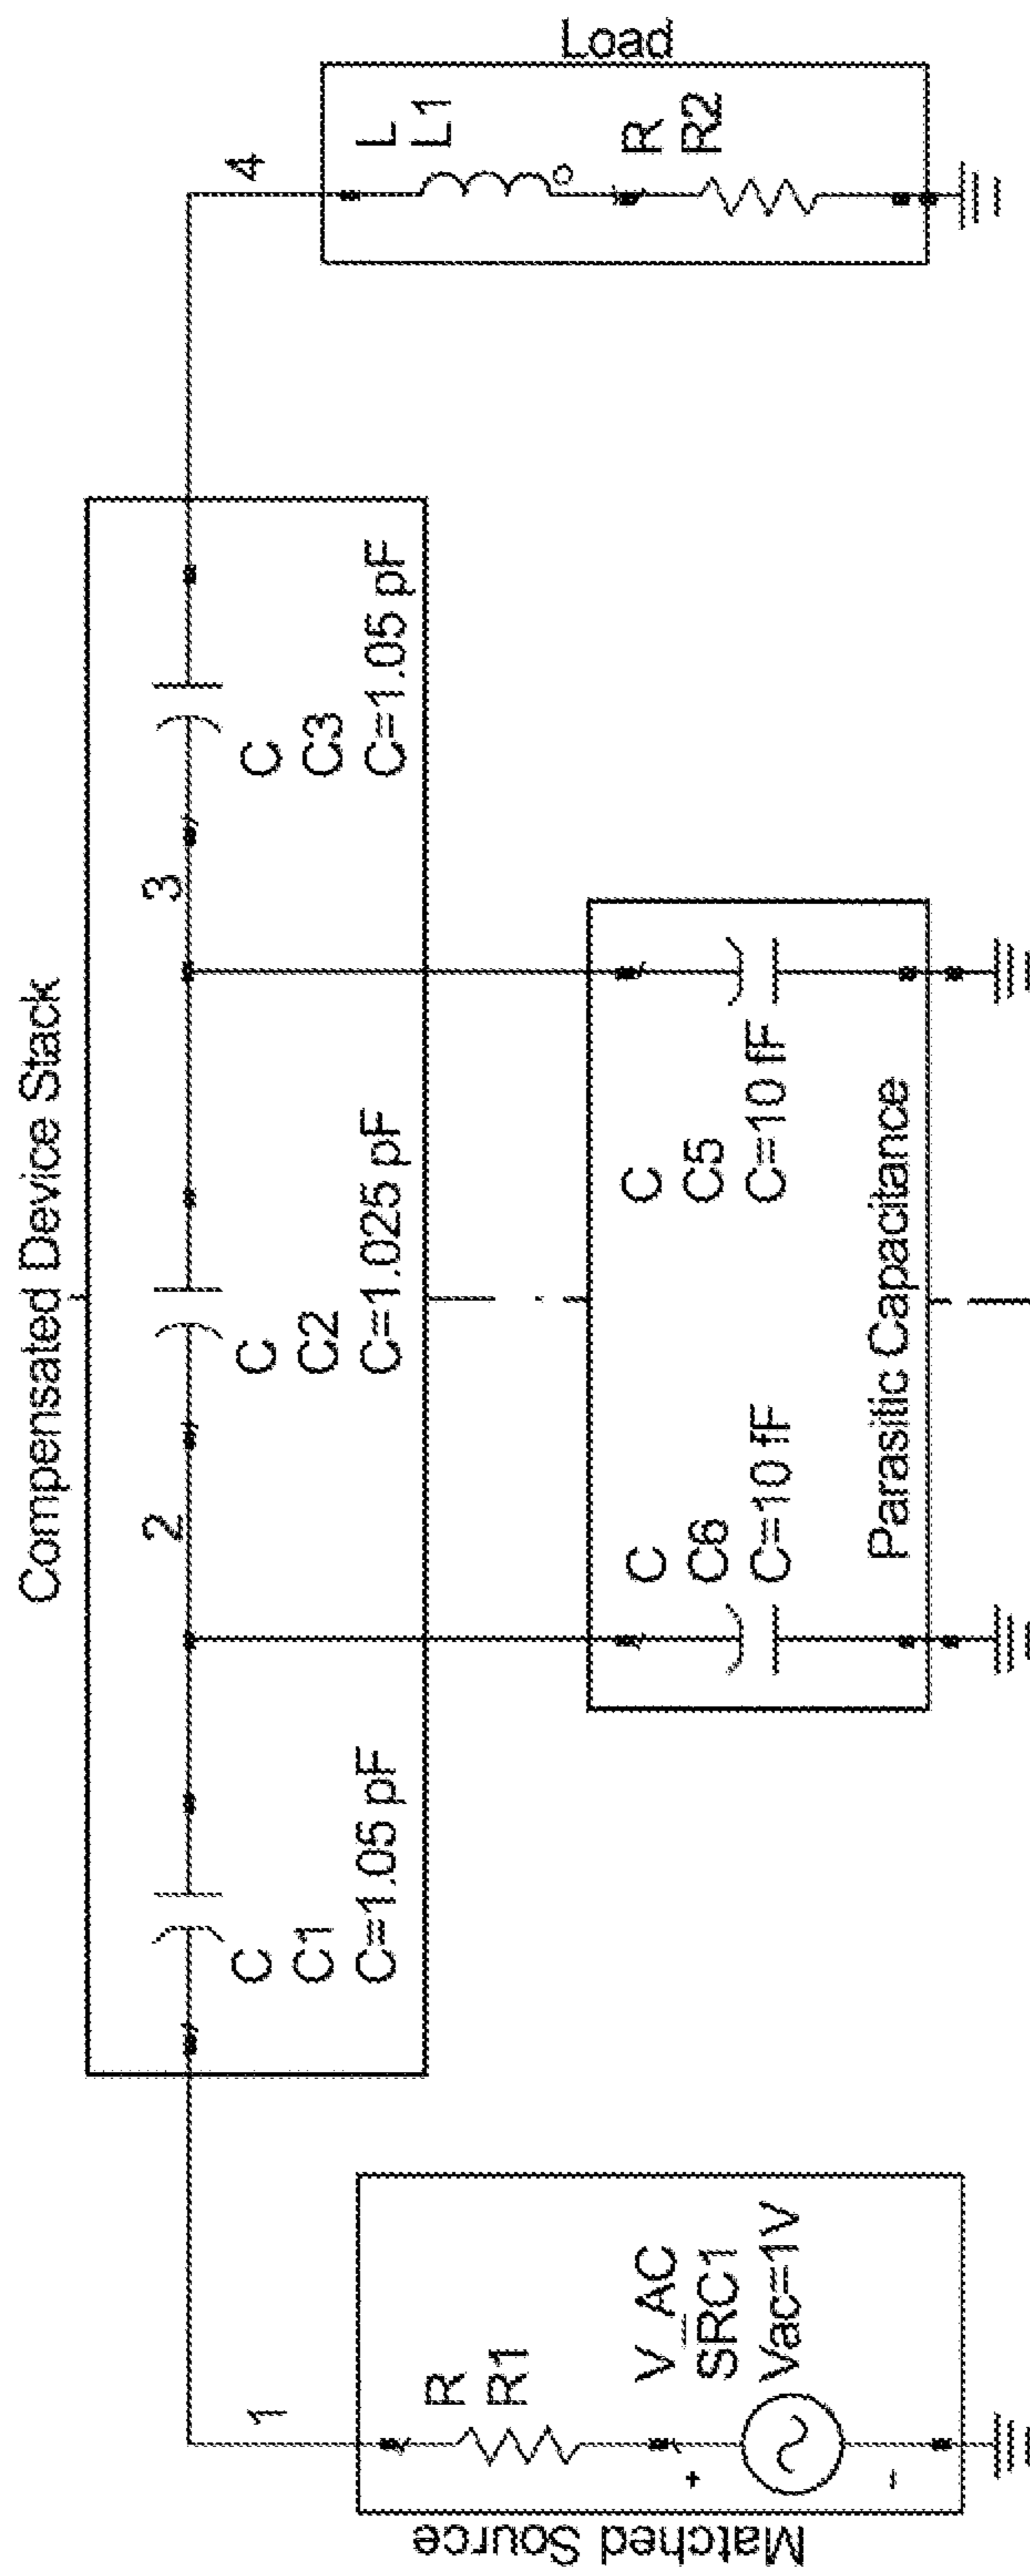 Compensated Device Stack
1
2
3
4
C
C1
C=1.05 pF
C
C2
C=1.025 pF
C
C3
C=1.05 pF
Matched Source
R
R1
V_AC
SRC1
Vac=1V
+
-
C
C6
C=10 fF
C
C5
C=10 fF
Parasitic Capacitance
Load
L
L1
R
R2